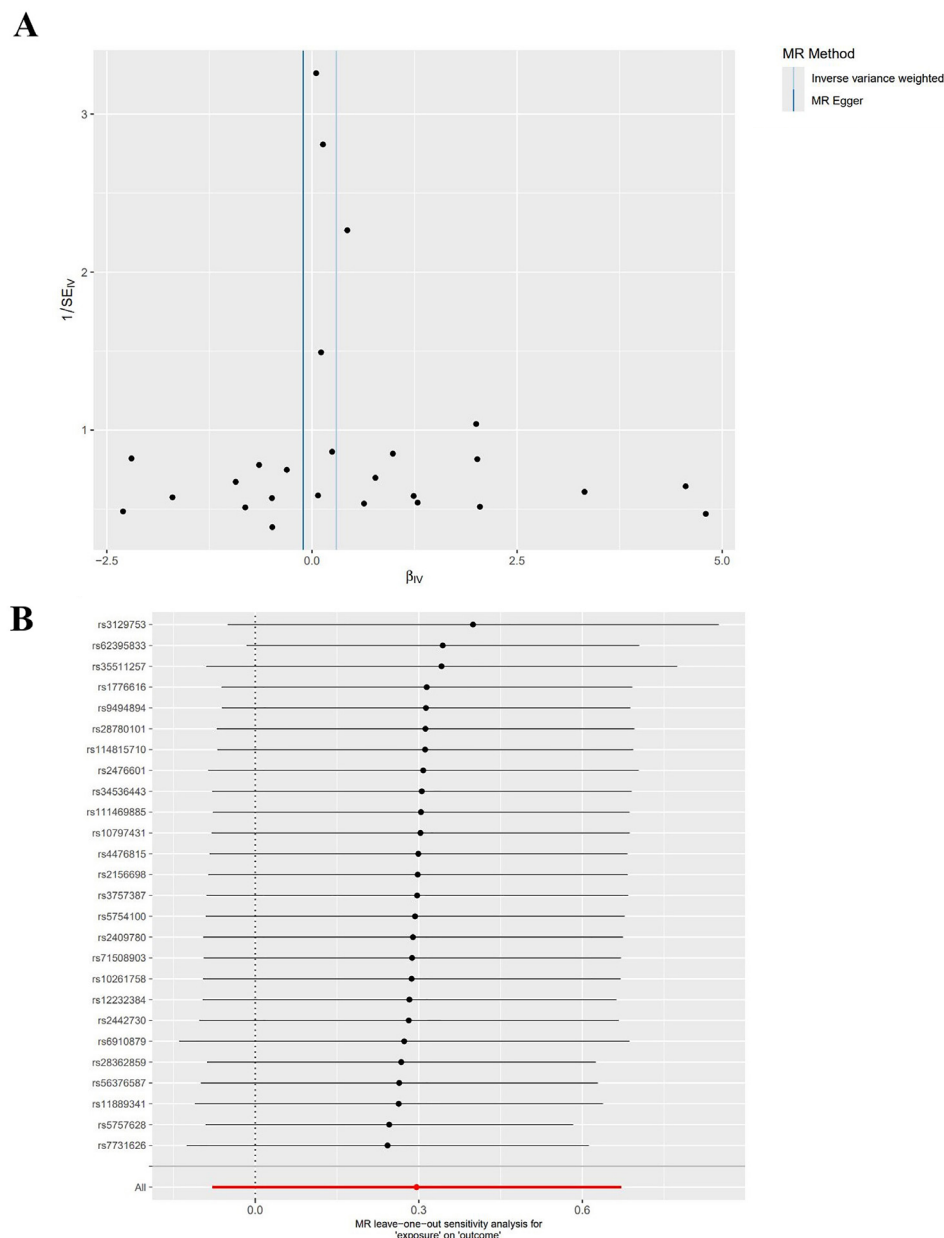 A
MR Method
Inverse variance weighted
MR Egger
3
2
1
1/SE_IV
−2.5
0.0
2.5
5.0
β_IV
B
rs3129753
rs62395833
rs35511257
rs1776616
rs9494894
rs28780101
rs114815710
rs2476601
rs34536443
rs111469885
rs10797431
rs4476815
rs2156698
rs3757387
rs5754100
rs2409780
rs71508903
rs10261758
rs12232384
rs2442730
rs6910879
rs28362859
rs56376587
rs11889341
rs5757628
rs7731626
All
0.0
0.3
0.6
MR leave−one−out sensitivity analysis for
'exposure' on 'outcome'